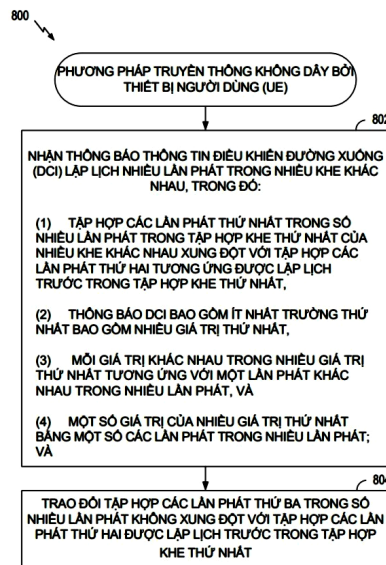 800
PHƯƠNG PHÁP TRUYỀN THÔNG KHÔNG DÂY BỞI
THIẾT BỊ NGƯỜI DÙNG (UE)
802
NHẬN THÔNG BÁO THÔNG TIN ĐIỀU KHIỂN ĐƯỜNG XUỐNG
(DCI) LẬP LỊCH NHIỀU LẦN PHÁT TRONG NHIỀU KHE KHÁC
NHAU, TRONG ĐÓ:
(1) TẬP HỢP CÁC LẦN PHÁT THỨ NHẤT TRONG SỐ
NHIỀU LẦN PHÁT TRONG TẬP HỢP KHE THỨ NHẤT CỦA
NHIỀU KHE KHÁC NHAU XUNG ĐỘT VỚI TẬP HỢP CÁC
LẦN PHÁT THỨ HAI TƯƠNG ỨNG ĐƯỢC LẬP LỊCH
TRƯỚC TRONG TẬP HỢP KHE THỨ NHẤT,
(2) THÔNG BÁO DCI BAO GỒM ÍT NHẤT TRƯỜNG THỨ
NHẤT BAO GỒM NHIỀU GIÁ TRỊ THỨ NHẤT,
(3) MỖI GIÁ TRỊ KHÁC NHAU TRONG NHIỀU GIÁ TRỊ
THỨ NHẤT TƯƠNG ỨNG VỚI MỘT LẦN PHÁT KHÁC
NHAU TRONG NHIỀU LẦN PHÁT, VÀ
(4) MỘT SỐ GIÁ TRỊ CỦA NHIỀU GIÁ TRỊ THỨ NHẤT
BẰNG MỘT SỐ CÁC LẦN PHÁT TRONG NHIỀU LẦN PHÁT;
VÀ
804
TRAO ĐỔI TẬP HỢP CÁC LẦN PHÁT THỨ BA TRONG SỐ
NHIỀU LẦN PHÁT KHÔNG XUNG ĐỘT VỚI TẬP HỢP CÁC LẦN
PHÁT THỨ HAI ĐƯỢC LẬP LỊCH TRƯỚC TRONG TẬP HỢP
KHE THỨ NHẤT